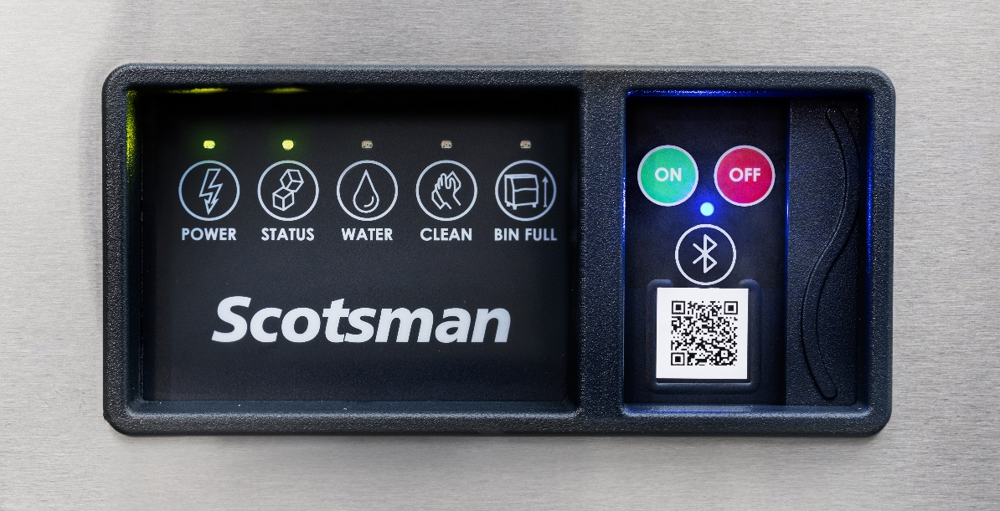 POWER STATUS WATER CLEAN BIN FULL
Scotsman
ON OFF